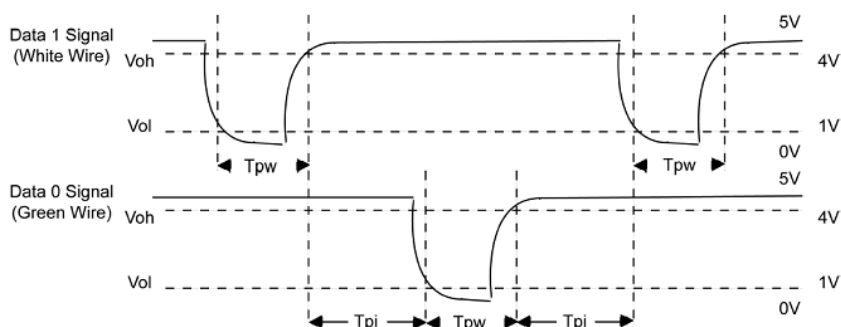 Data 1 Signal
(White Wire)
5V
Voh
4V
Vol
1V
Tpw
Tpw
0V
Data 0 Signal
(Green Wire)
5V
Voh
4V
Vol
1V
0V
Tpi
Tpw
Tpi